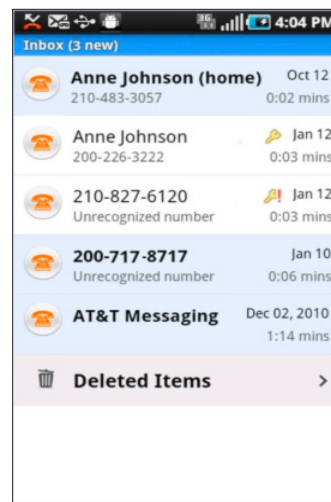 3G
4:04 PM
Inbox (3 new)
Anne Johnson (home) Oct 12
210-483-3057 0:02 mins
Anne Johnson Jan 12
200-226-3222 0:03 mins
210-827-6120 ! Jan 12
Unrecognized number 0:03 mins
200-717-8717 Jan 10
Unrecognized number 0:06 mins
AT&T Messaging Dec 02, 2010
1:14 mins
Deleted Items >